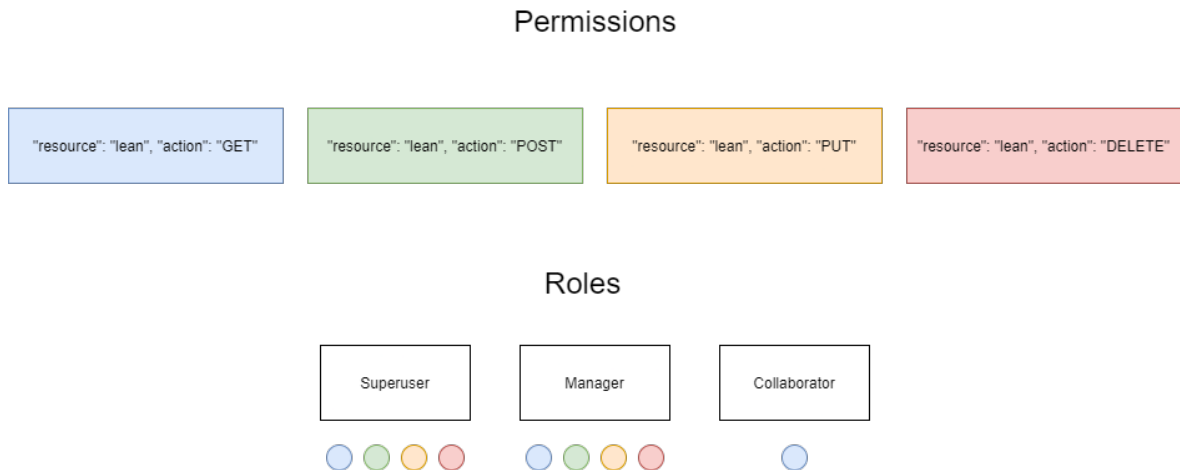 Permissions
"resource": "lean", "action": "GET"
"resource": "lean", "action": "POST"
"resource": "lean", "action": "PUT"
"resource": "lean", "action": "DELETE"
Roles
Superuser
Manager
Collaborator